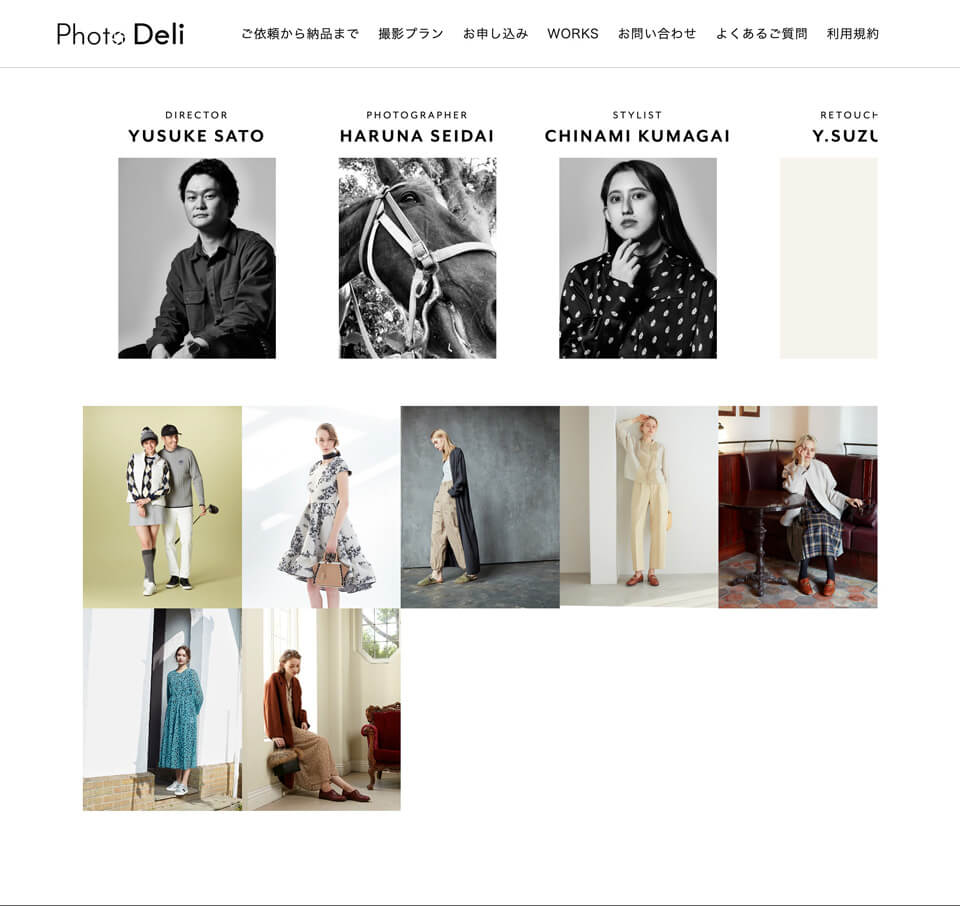 Photo Deli
ご依頼から納品まで 撮影プラン お申し込み WORKS お問い合わせ よくあるご質問 利用規約
DIRECTOR
YUSUKE SATO
PHOTOGRAPHER
HARUNA SEIDAI
STYLIST
CHINAMI KUMAGAI
RETOUCH
Y.SUZU